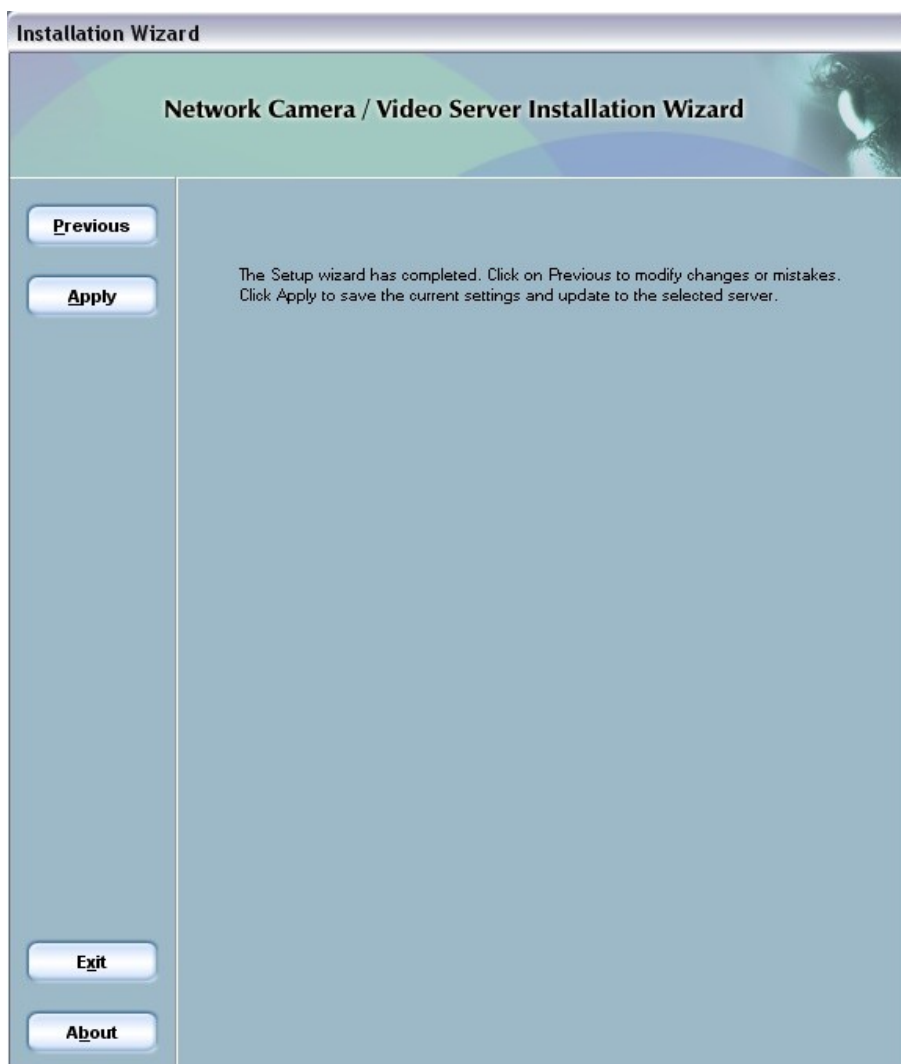 Installation Wizard
Network Camera / Video Server Installation Wizard
Previous
Apply
The Setup wizard has completed. Click on Previous to modify changes or mistakes.
Click Apply to save the current settings and update to the selected server.
Exit
About